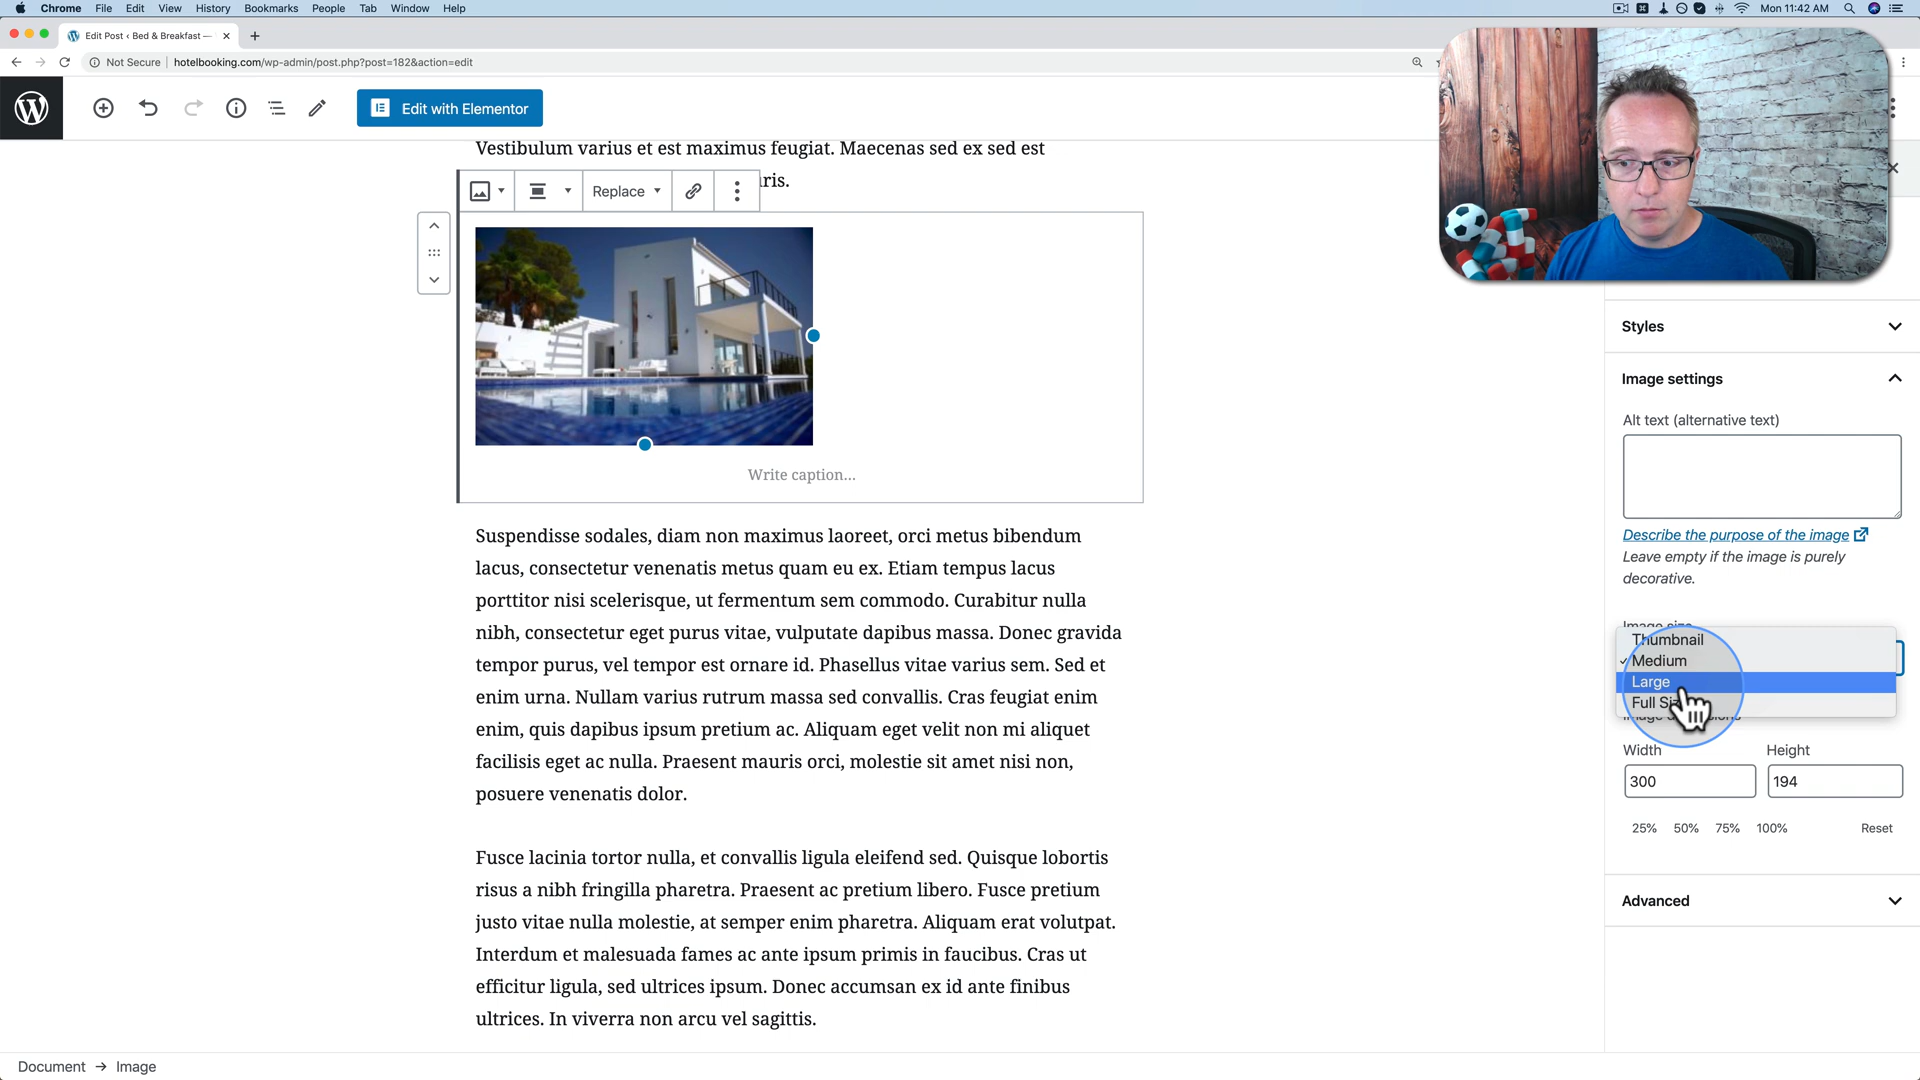 Chrome File Edit View History Bookmarks People Tab Window Help
Mon 11:42 AM
Edit Post ‹ Bed & Breakfast —
Not Secure hotelbooking.com/wp-admin/post.php?post=182&action=edit
Edit with Elementor
Vestibulum varius et est maximus feugiat. Maecenas sed ex sed est
ris.
Replace
Write caption...
Suspendisse sodales, diam non maximus laoreet, orci metus bibendum
lacus, consectetur venenatis metus quam eu ex. Etiam tempus lacus
porttitor nisi scelerisque, ut fermentum sem commodo. Curabitur nulla
nibh, consectetur eget purus vitae, vulputate dapibus massa. Donec gravida
tempor purus, vel tempor est ornare id. Phasellus vitae varius sem. Sed et
enim urna. Nullam varius rutrum massa sed convallis. Cras feugiat enim
enim, quis dapibus ipsum pretium ac. Aliquam eget velit non mi aliquet
facilisis eget ac nulla. Praesent mauris orci, molestie sit amet nisi non,
posuere venenatis dolor.
Fusce lacinia tortor nulla, et convallis ligula eleifend sed. Quisque lobortis
risus a nibh fringilla pharetra. Praesent ac pretium libero. Fusce pretium
justo vitae nulla molestie, at semper enim pharetra. Aliquam erat volutpat.
Interdum et malesuada fames ac ante ipsum primis in faucibus. Cras ut
efficitur ligula, sed ultrices ipsum. Donec accumsan ex id ante finibus
ultrices. In viverra non arcu vel sagittis.
Styles
Image settings
Alt text (alternative text)
Describe the purpose of the image
Leave empty if the image is purely
decorative.
Image size
Thumbnail
✓ Medium
Large
Full Si
Width Height
300 194
25% 50% 75% 100% Reset
Advanced
Document → Image